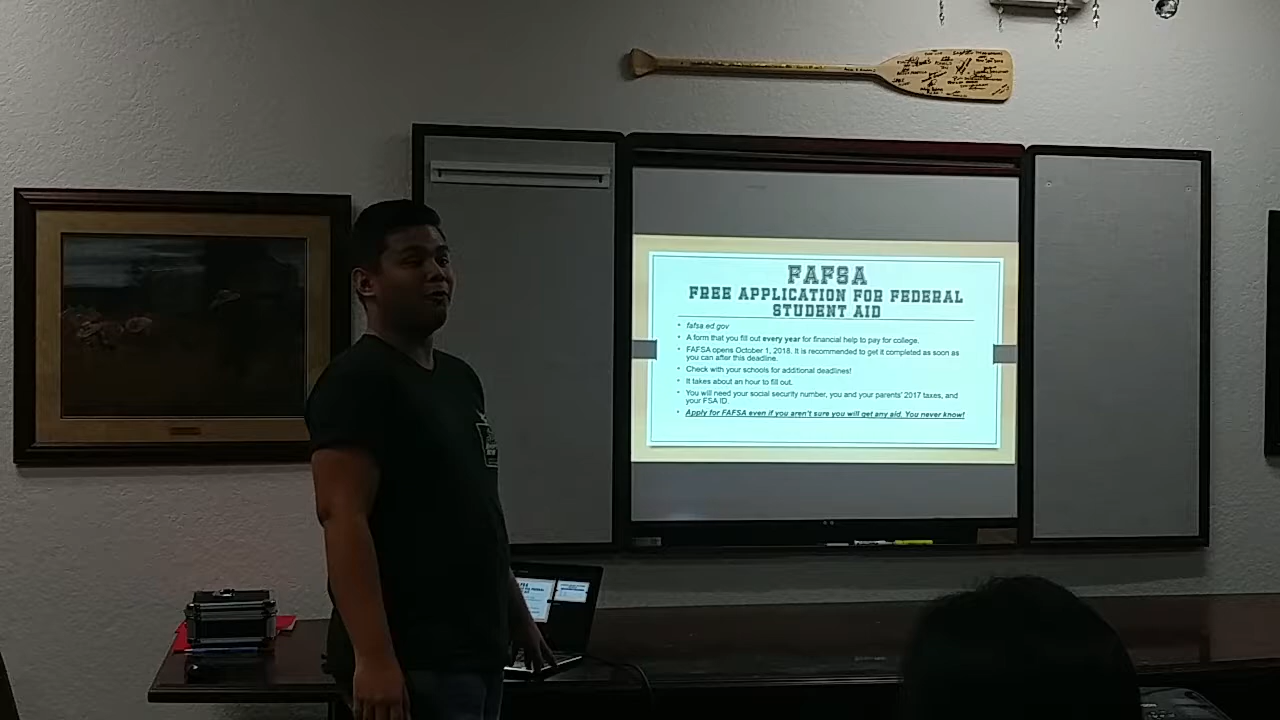 FAFSA
FREE APPLICATION FOR FEDERAL
STUDENT AID
• fafsa ed gov
• A form that you fill out every year for financial help to pay for college.
• FAFSA opens October 1, 2018. It is recommended to get it completed as soon as
you can after this deadline.
• Check with your schools for additional deadlines!
• It takes about an hour to fill out.
• You will need your social security number, you and your parents' 2017 taxes, and
your FSA ID.
• Apply for FAFSA even if you aren't sure you will get any aid. You never know!